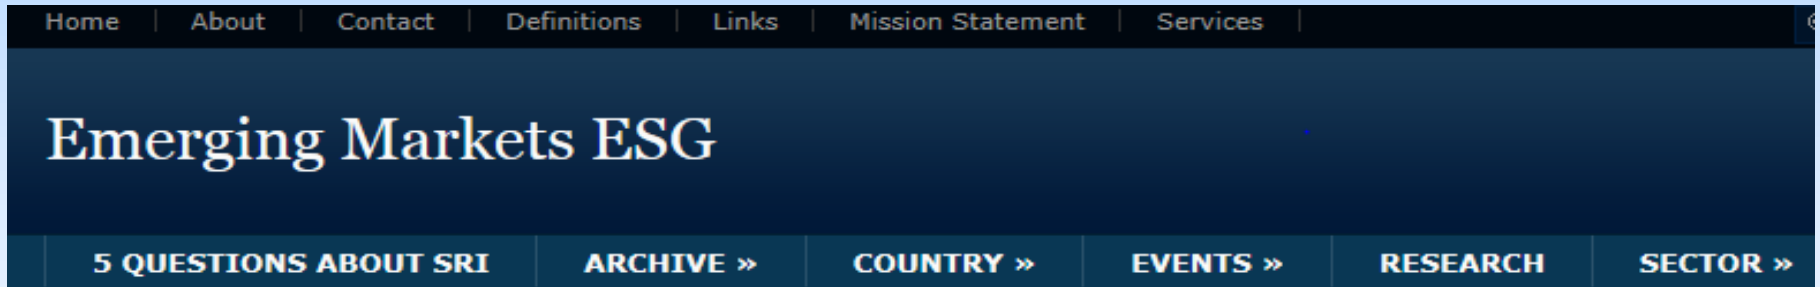 Home | About | Contact | Definitions | Links | Mission Statement | Services |
Emerging Markets ESG
5 QUESTIONS ABOUT SRI ARCHIVE » COUNTRY » EVENTS » RESEARCH SECTOR »